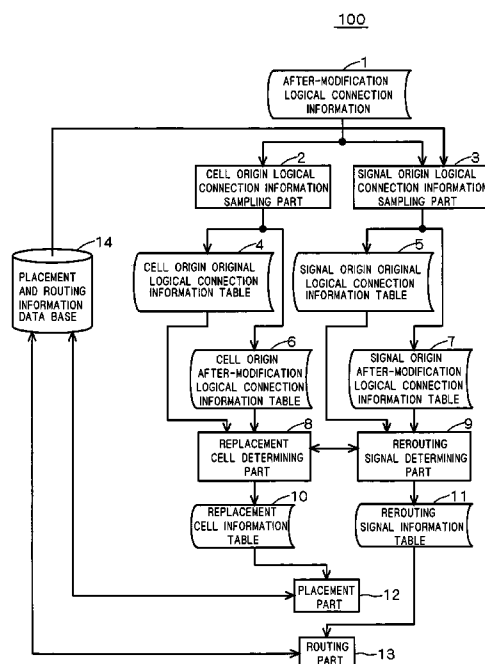 100
1
AFTER-MODIFICATION
LOGICAL CONNECTION
INFORMATION
2
CELL ORIGIN LOGICAL
CONNECTION INFORMATION
SAMPLING PART
3
SIGNAL ORIGIN LOGICAL
CONNECTION INFORMATION
SAMPLING PART
14
PLACEMENT
AND ROUTING
INFORMATION
DATA BASE
4
CELL ORIGIN ORIGINAL
LOGICAL CONNECTION
INFORMATION TABLE
5
SIGNAL ORIGIN ORIGINAL
LOGICAL CONNECTION
INFORMATION TABLE
6
CELL ORIGIN
AFTER-MODIFICATION
LOGICAL CONNECTION
INFORMATION TABLE
7
SIGNAL ORIGIN
AFTER-MODIFICATION
LOGICAL CONNECTION
INFORMATION TABLE
8
REPLACEMENT
CELL DETERMINING
PART
9
REROUTING
SIGNAL DETERMINING
PART
10
REPLACEMENT
CELL INFORMATION
TABLE
11
REROUTING
SIGNAL INFORMATION
TABLE
PLACEMENT
PART
12
ROUTING
PART
13